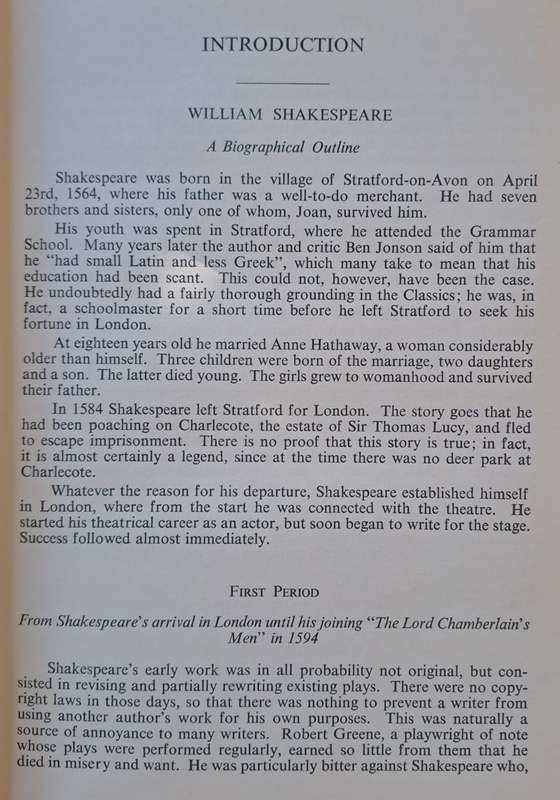 INTRODUCTION
WILLIAM SHAKESPEARE
A Biographical Outline
Shakespeare was born in the village of Stratford-on-Avon on April
23rd, 1564, where his father was a well-to-do merchant. He had seven
brothers and sisters, only one of whom, Joan, survived him.
His youth was spent in Stratford, where he attended the Grammar
School. Many years later the author and critic Ben Jonson said of him that
he "had small Latin and less Greek", which many take to mean that his
education had been scant. This could not, however, have been the case.
He undoubtedly had a fairly thorough grounding in the Classics; he was, in
fact, a schoolmaster for a short time before he left Stratford to seek his
fortune in London.
At eighteen years old he married Anne Hathaway, a woman considerably
older than himself. Three children were born of the marriage, two daughters
and a son. The latter died young. The girls grew to womanhood and survived
their father.
In 1584 Shakespeare left Stratford for London. The story goes that he
had been poaching on Charlecote, the estate of Sir Thomas Lucy, and fled
to escape imprisonment. There is no proof that this story is true; in fact,
it is almost certainly a legend, since at the time there was no deer park at
Charlecote.
Whatever the reason for his departure, Shakespeare established himself
in London, where from the start he was connected with the theatre. He
started his theatrical career as an actor, but soon began to write for the stage.
Success followed almost immediately.
FIRST PERIOD
From Shakespeare's arrival in London until his joining "The Lord Chamberlain's
Men" in 1594
Shakespeare's early work was in all probability not original, but con-
sisted in revising and partially rewriting existing plays. There were no copy-
right laws in those days, so that there was nothing to prevent a writer from
using another author's work for his own purposes. This was naturally a
source of annoyance to many writers. Robert Greene, a playwright of note
whose plays were performed regularly, earned so little from them that he
died in misery and want. He was particularly bitter against Shakespeare who,